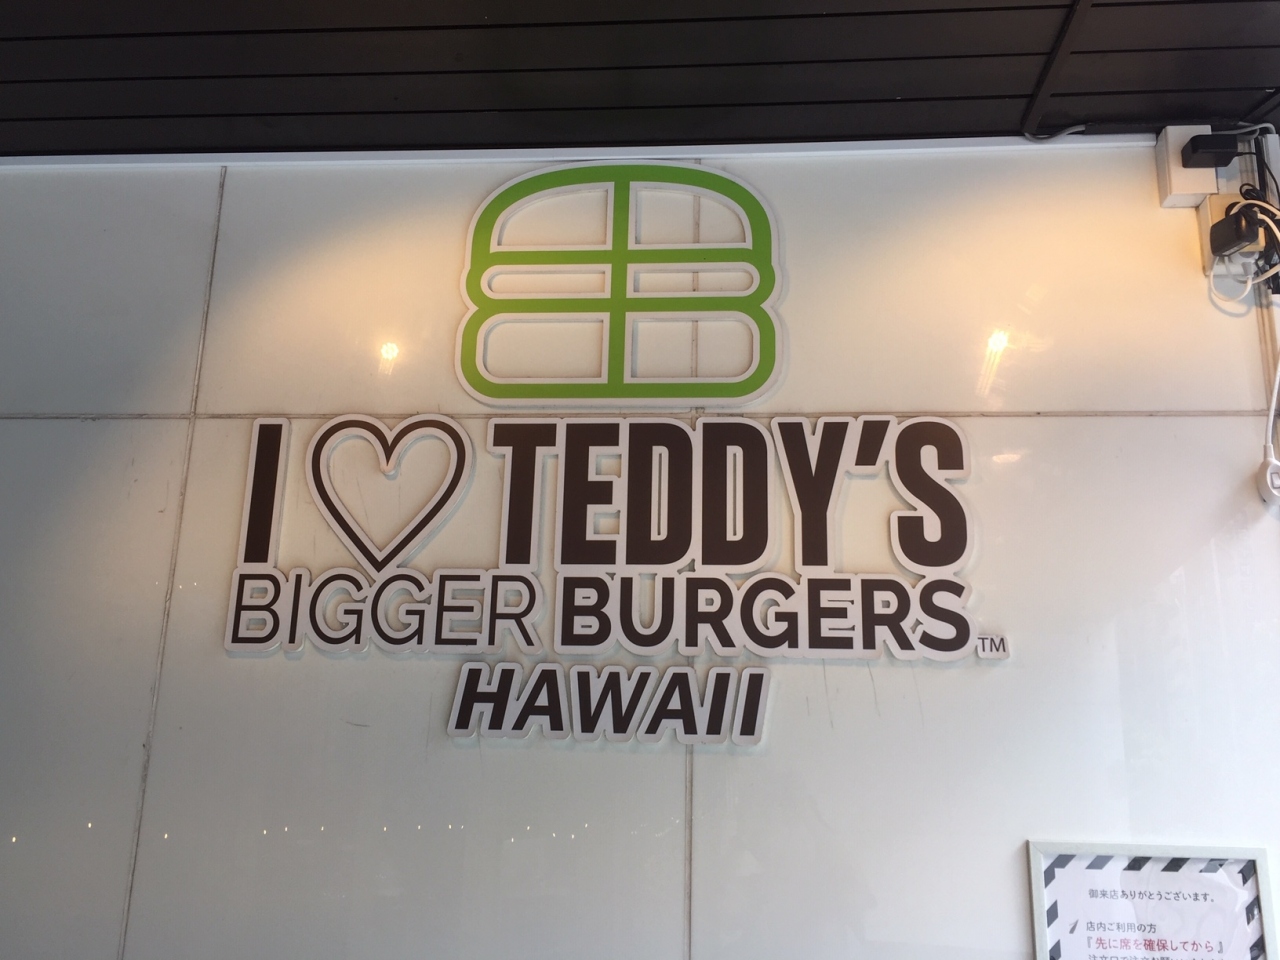 I ♡ TEDDY'S
BIGGER BURGERS™
HAWAII
御来店ありがとうございます。
1 店内ご利用の方
『先に席を確保してから』